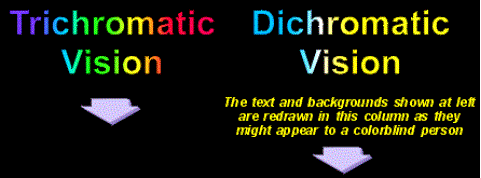 Trichromatic
Vision
Dichromatic
Vision
The text and backgrounds shown at left
are redrawn in this column as they
might appear to a colorblind person